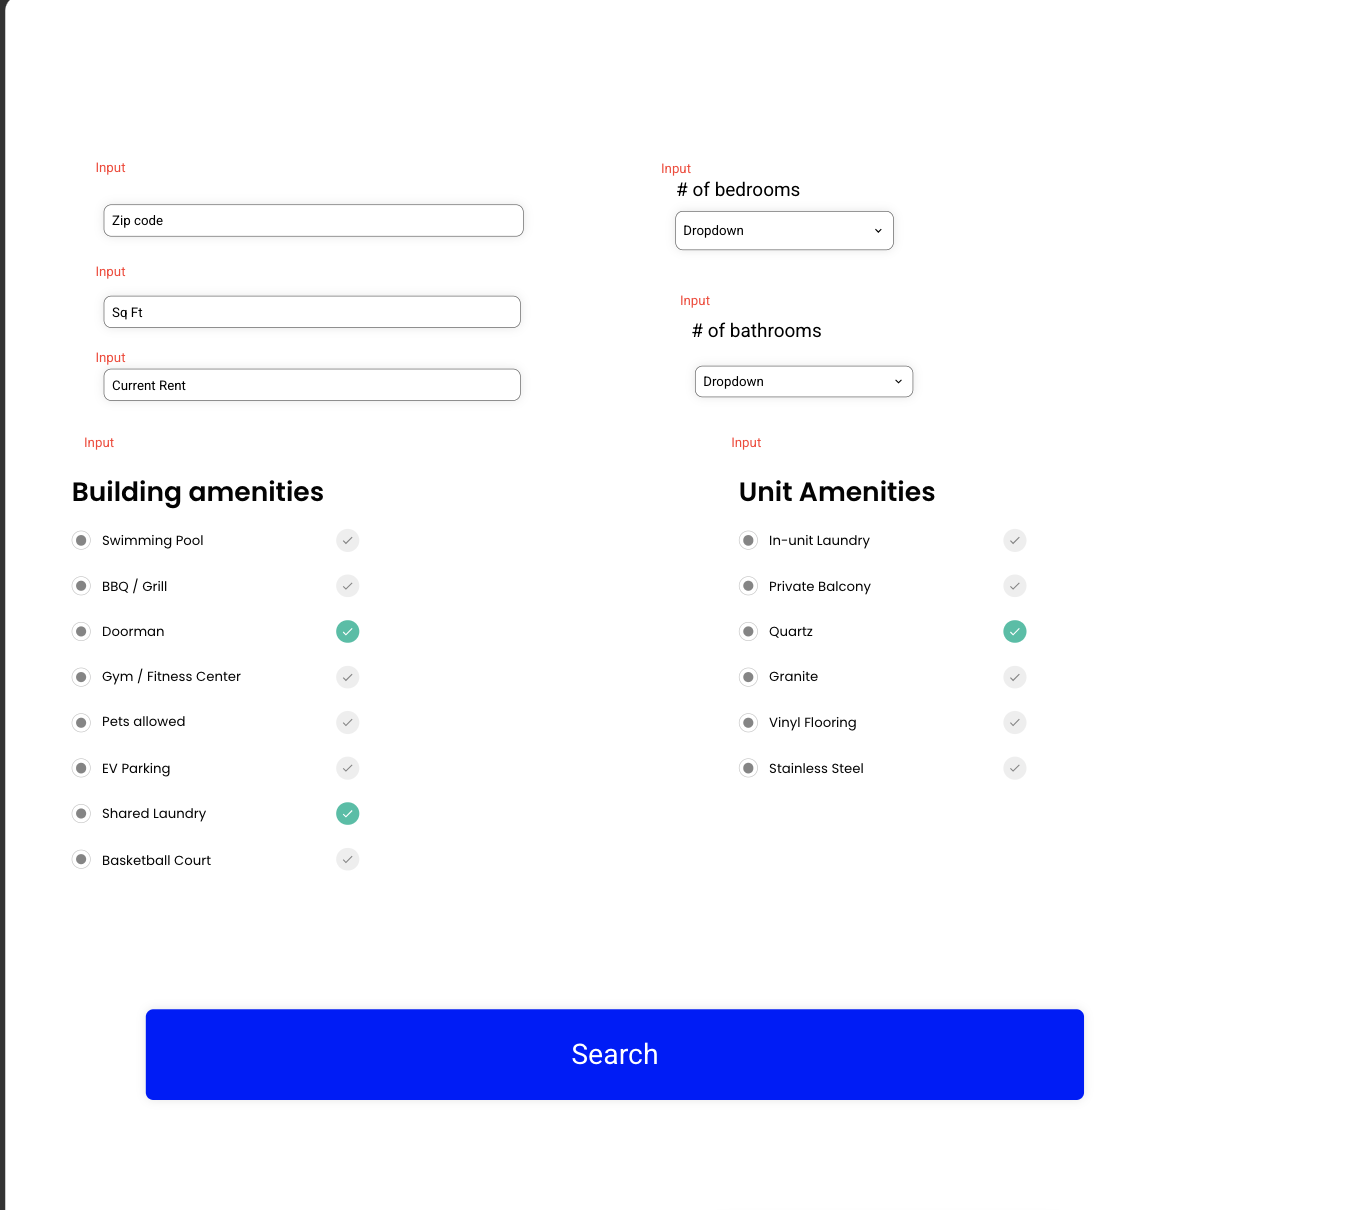 Input
Zip code
Input
Sq Ft
Input
Current Rent
Input
# of bedrooms
Dropdown
Input
# of bathrooms
Dropdown
Input
Building amenities
Swimming Pool
BBQ / Grill
Doorman
Gym / Fitness Center
Pets allowed
EV Parking
Shared Laundry
Basketball Court
Input
Unit Amenities
In-unit Laundry
Private Balcony
Quartz
Granite
Vinyl Flooring
Stainless Steel
Search